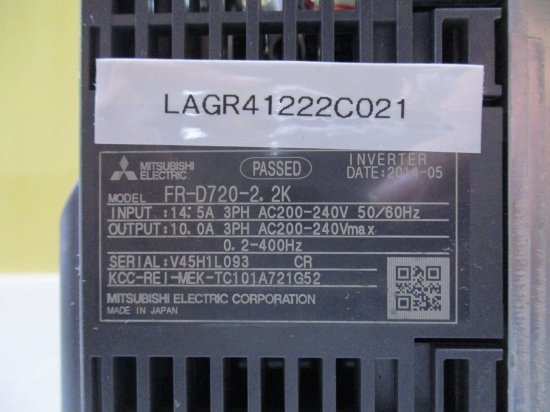 LAGR41222C021
MITSUBISHI
ELECTRIC
PASSED
INVERTER
DATE:2014-05
MODEL FR-D720-2.2K
INPUT :14.5A 3PH AC200-240V 50/60Hz
OUTPUT:10.0A 3PH AC200-240Vmax
0.2-400Hz
SERIAL:V45H1L093 CR
KCC-REI-MEK-TC101A721G52
MITSUBISHI ELECTRIC CORPORATION
MADE IN JAPAN